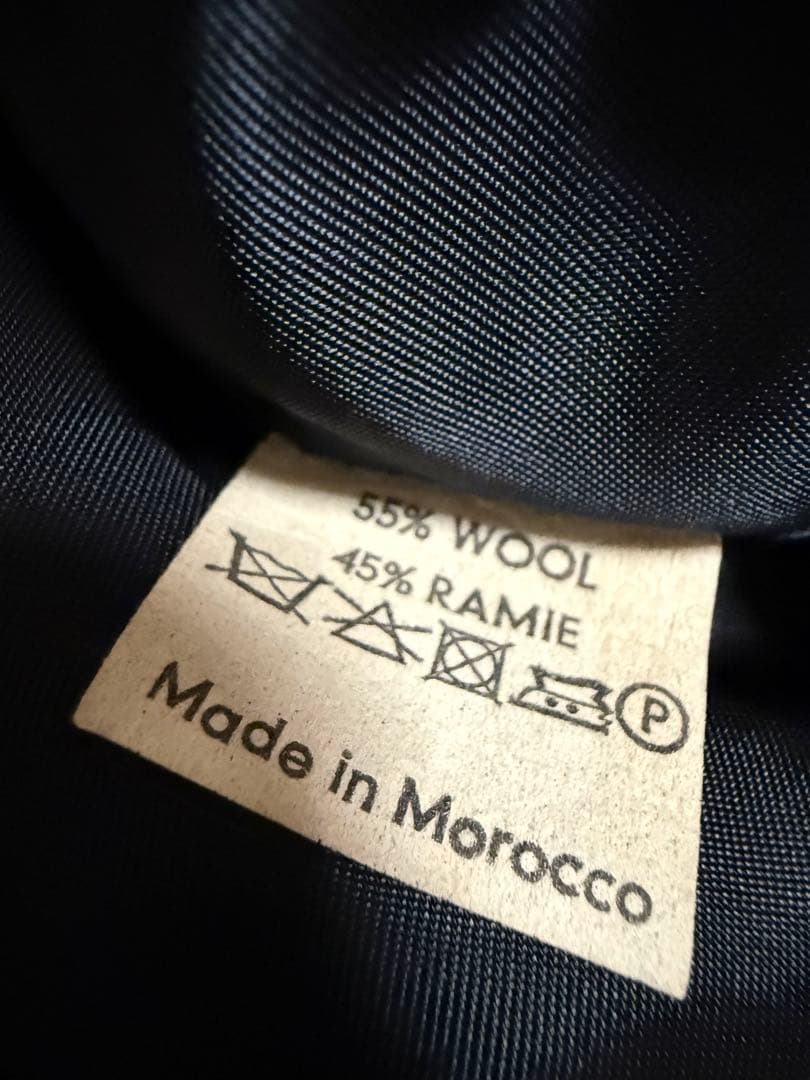 55% WOOL
45% RAMIE
P
Made in Morocco